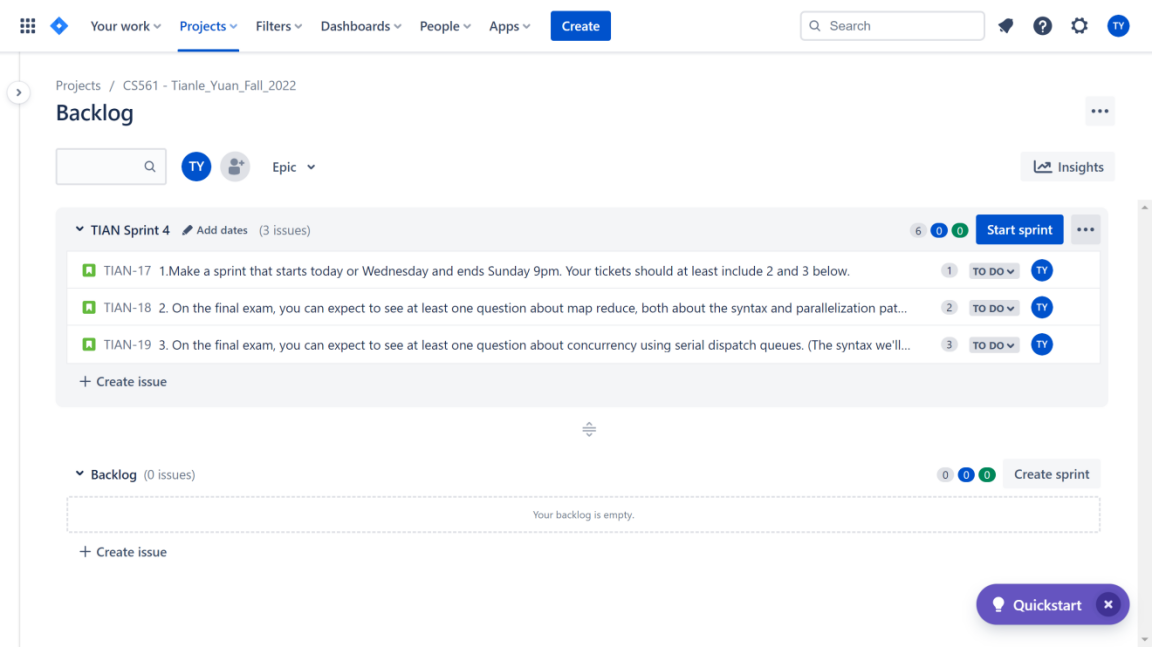 Your work Projects Filters Dashboards People Apps Create Search TY
Projects / CS561 - Tianle_Yuan_Fall_2022
Backlog
TY Epic Insights
TIAN Sprint 4 Add dates (3 issues) 6 0 0 Start sprint
TIAN-17 1.Make a sprint that starts today or Wednesday and ends Sunday 9pm. Your tickets should at least include 2 and 3 below. 1 TO DO TY
TIAN-18 2. On the final exam, you can expect to see at least one question about map reduce, both about the syntax and parallelization pat... 2 TO DO TY
TIAN-19 3. On the final exam, you can expect to see at least one question about concurrency using serial dispatch queues. (The syntax we'll... 3 TO DO TY
+ Create issue
Backlog (0 issues) 0 0 0 Create sprint
Your backlog is empty.
+ Create issue
Quickstart